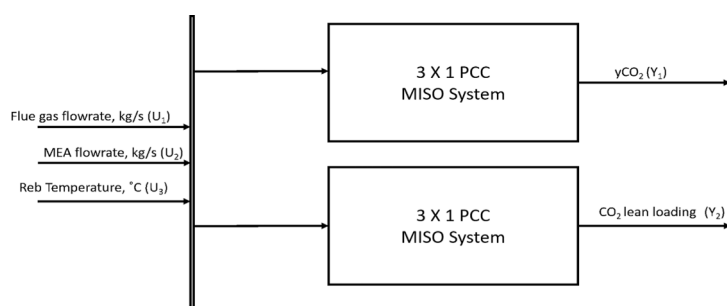 3 X 1 PCC
MISO System
yCO₂ (Y₁)
Flue gas flowrate, kg/s (U₁)
MEA flowrate, kg/s (U₂)
Reb Temperature, ˚C (U₃)
3 X 1 PCC
MISO System
CO₂ lean loading (Y₂)